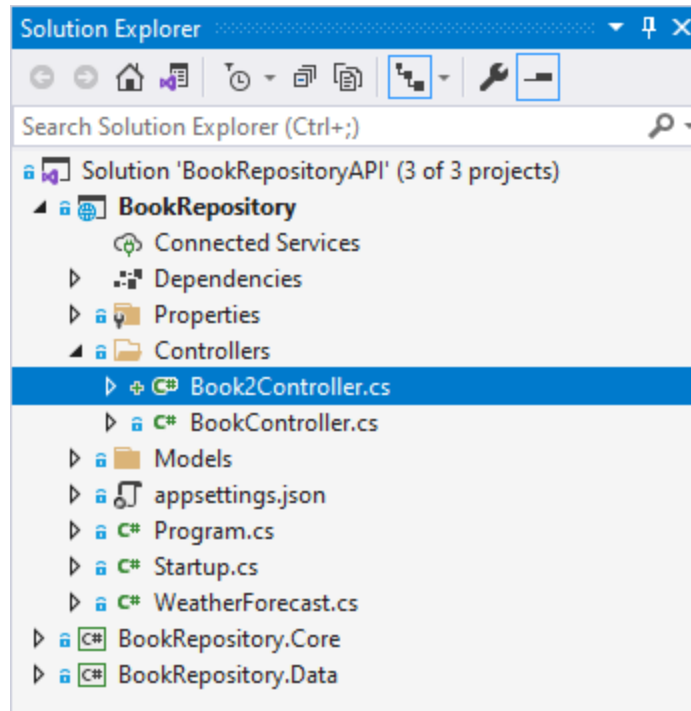 Solution Explorer
Search Solution Explorer (Ctrl+;)
Solution 'BookRepositoryAPI' (3 of 3 projects)
BookRepository
Connected Services
Dependencies
Properties
Controllers
C# Book2Controller.cs
C# BookController.cs
Models
appsettings.json
C# Program.cs
C# Startup.cs
C# WeatherForecast.cs
C# BookRepository.Core
C# BookRepository.Data